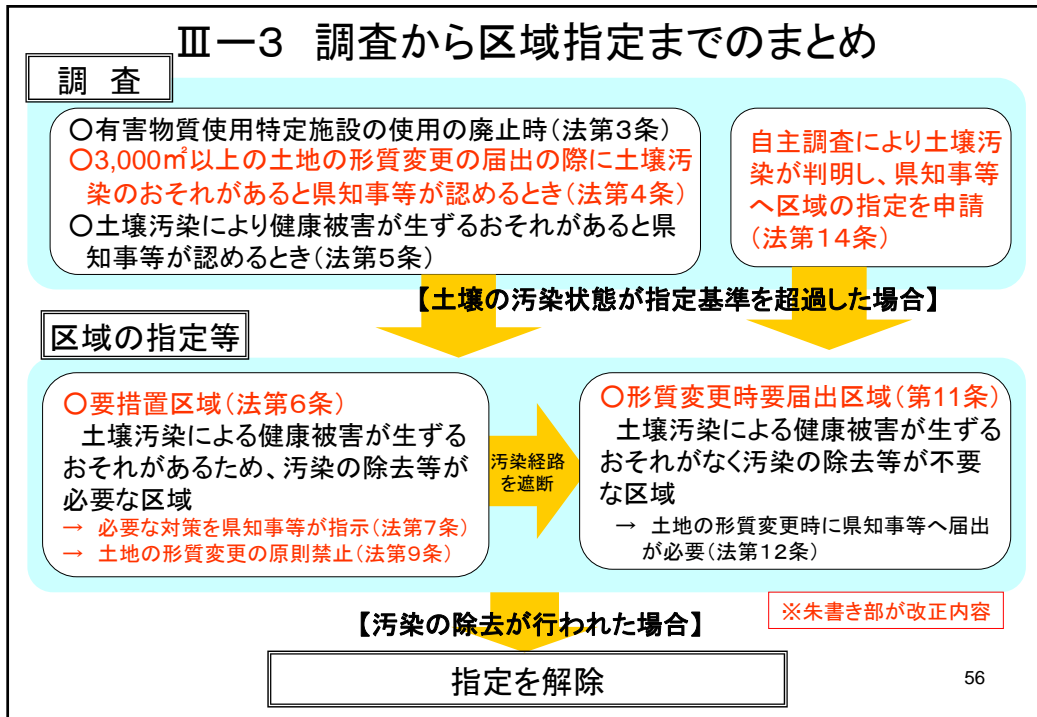 Ⅲー3 調査から区域指定までのまとめ
調 査
○有害物質使用特定施設の使用の廃止時(法第3条)
○3,000㎡以上の土地の形質変更の届出の際に土壌汚
染のおそれがあると県知事等が認めるとき(法第4条)
○土壌汚染により健康被害が生ずるおそれがあると県
知事等が認めるとき(法第5条)
自主調査により土壌汚
染が判明し、県知事等
へ区域の指定を申請
(法第14条)
【土壌の汚染状態が指定基準を超過した場合】
区域の指定等
○要措置区域(法第6条)
土壌汚染による健康被害が生ずる
おそれがあるため、汚染の除去等が
必要な区域
→ 必要な対策を県知事等が指示(法第7条)
→ 土地の形質変更の原則禁止(法第9条)
汚染経路
を遮断
○形質変更時要届出区域(第11条)
土壌汚染による健康被害が生ずる
おそれがなく汚染の除去等が不要
な区域
→ 土地の形質変更時に県知事等へ届出
が必要(法第12条)
【汚染の除去が行われた場合】
※朱書き部が改正内容
指定を解除
56